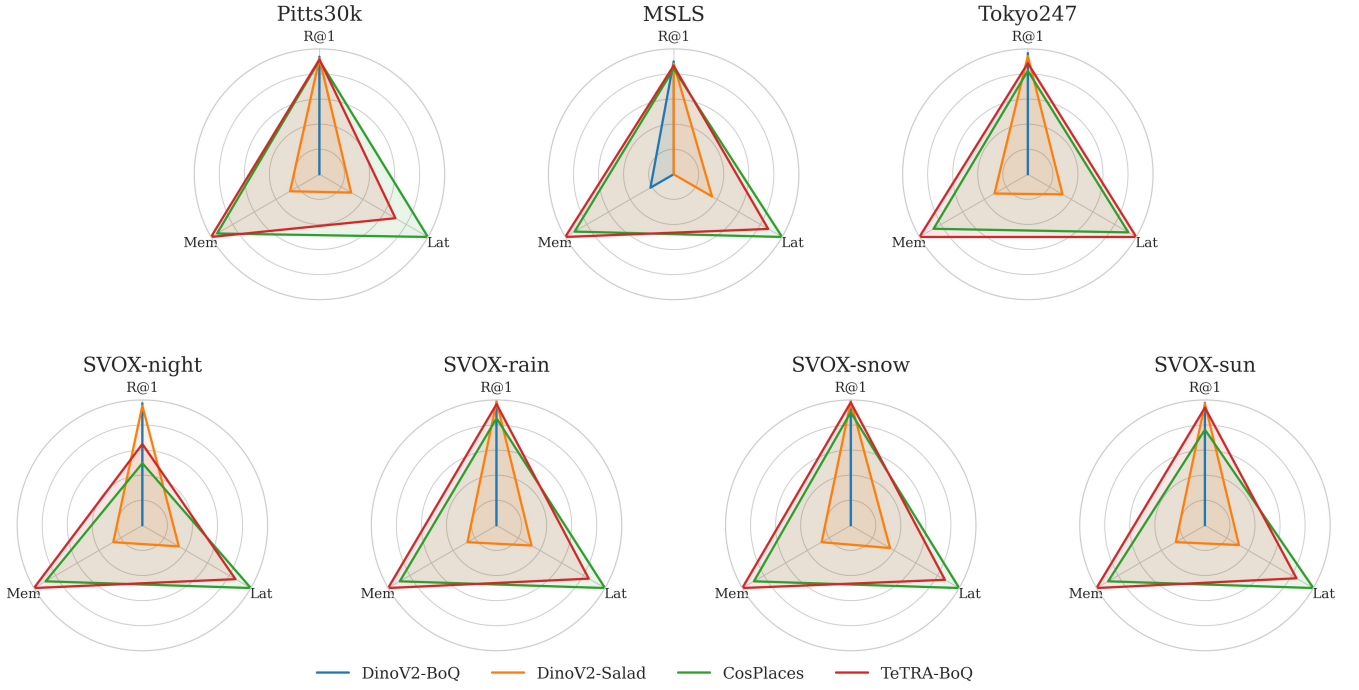 Pitts30k
R@1
Mem
Lat
MSLS
R@1
Mem
Lat
Tokyo247
R@1
Mem
Lat
SVOX-night
R@1
Mem
Lat
SVOX-rain
R@1
Mem
Lat
SVOX-snow
R@1
Mem
Lat
SVOX-sun
R@1
Mem
Lat
DinoV2-BoQ
DinoV2-Salad
CosPlaces
TeTRA-BoQ